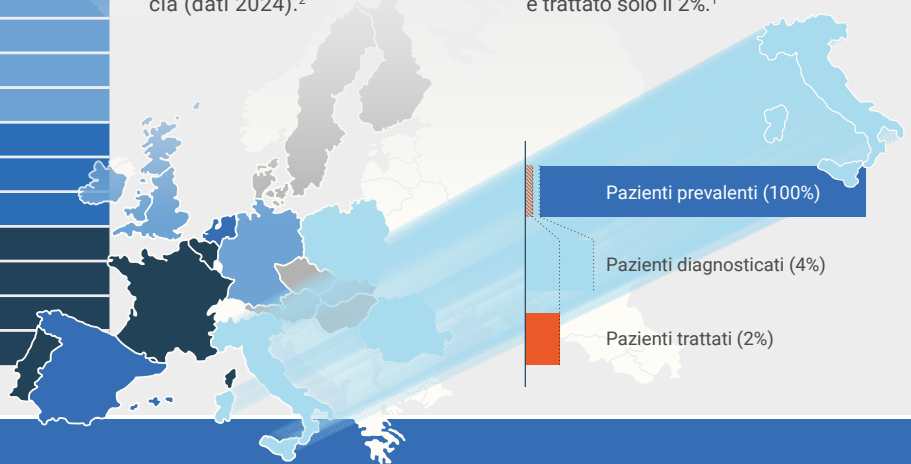 cia (dati 2024).²
è trattato solo il 2%.¹
Pazienti prevalenti (100%)
Pazienti diagnosticati (4%)
Pazienti trattati (2%)